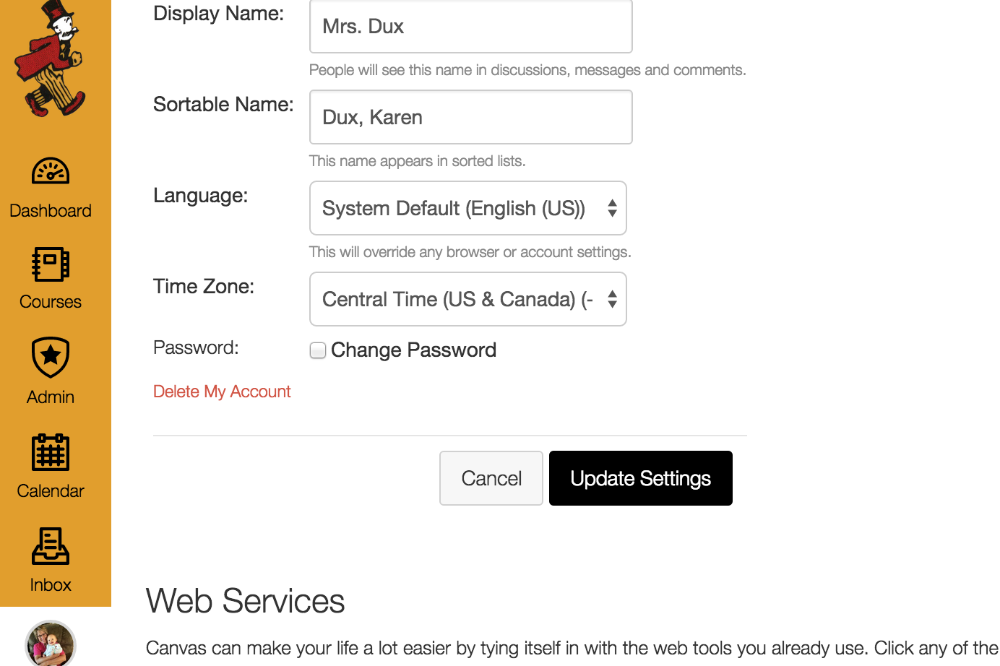 Display Name:
Mrs. Dux
People will see this name in discussions, messages and comments.
Sortable Name:
Dux, Karen
This name appears in sorted lists.
Language:
System Default (English (US))
This will override any browser or account settings.
Time Zone:
Central Time (US & Canada) (-
Password:
Change Password
Delete My Account
Cancel
Update Settings
Dashboard
Courses
Admin
Calendar
Inbox
Web Services
Canvas can make your life a lot easier by tying itself in with the web tools you already use. Click any of the